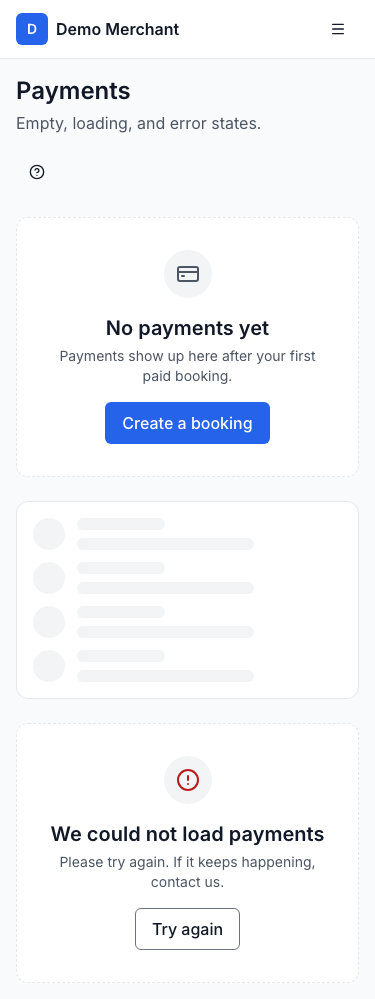 D
Demo Merchant
Payments
Empty, loading, and error states.
No payments yet
Payments show up here after your first
paid booking.
Create a booking
We could not load payments
Please try again. If it keeps happening,
contact us.
Try again